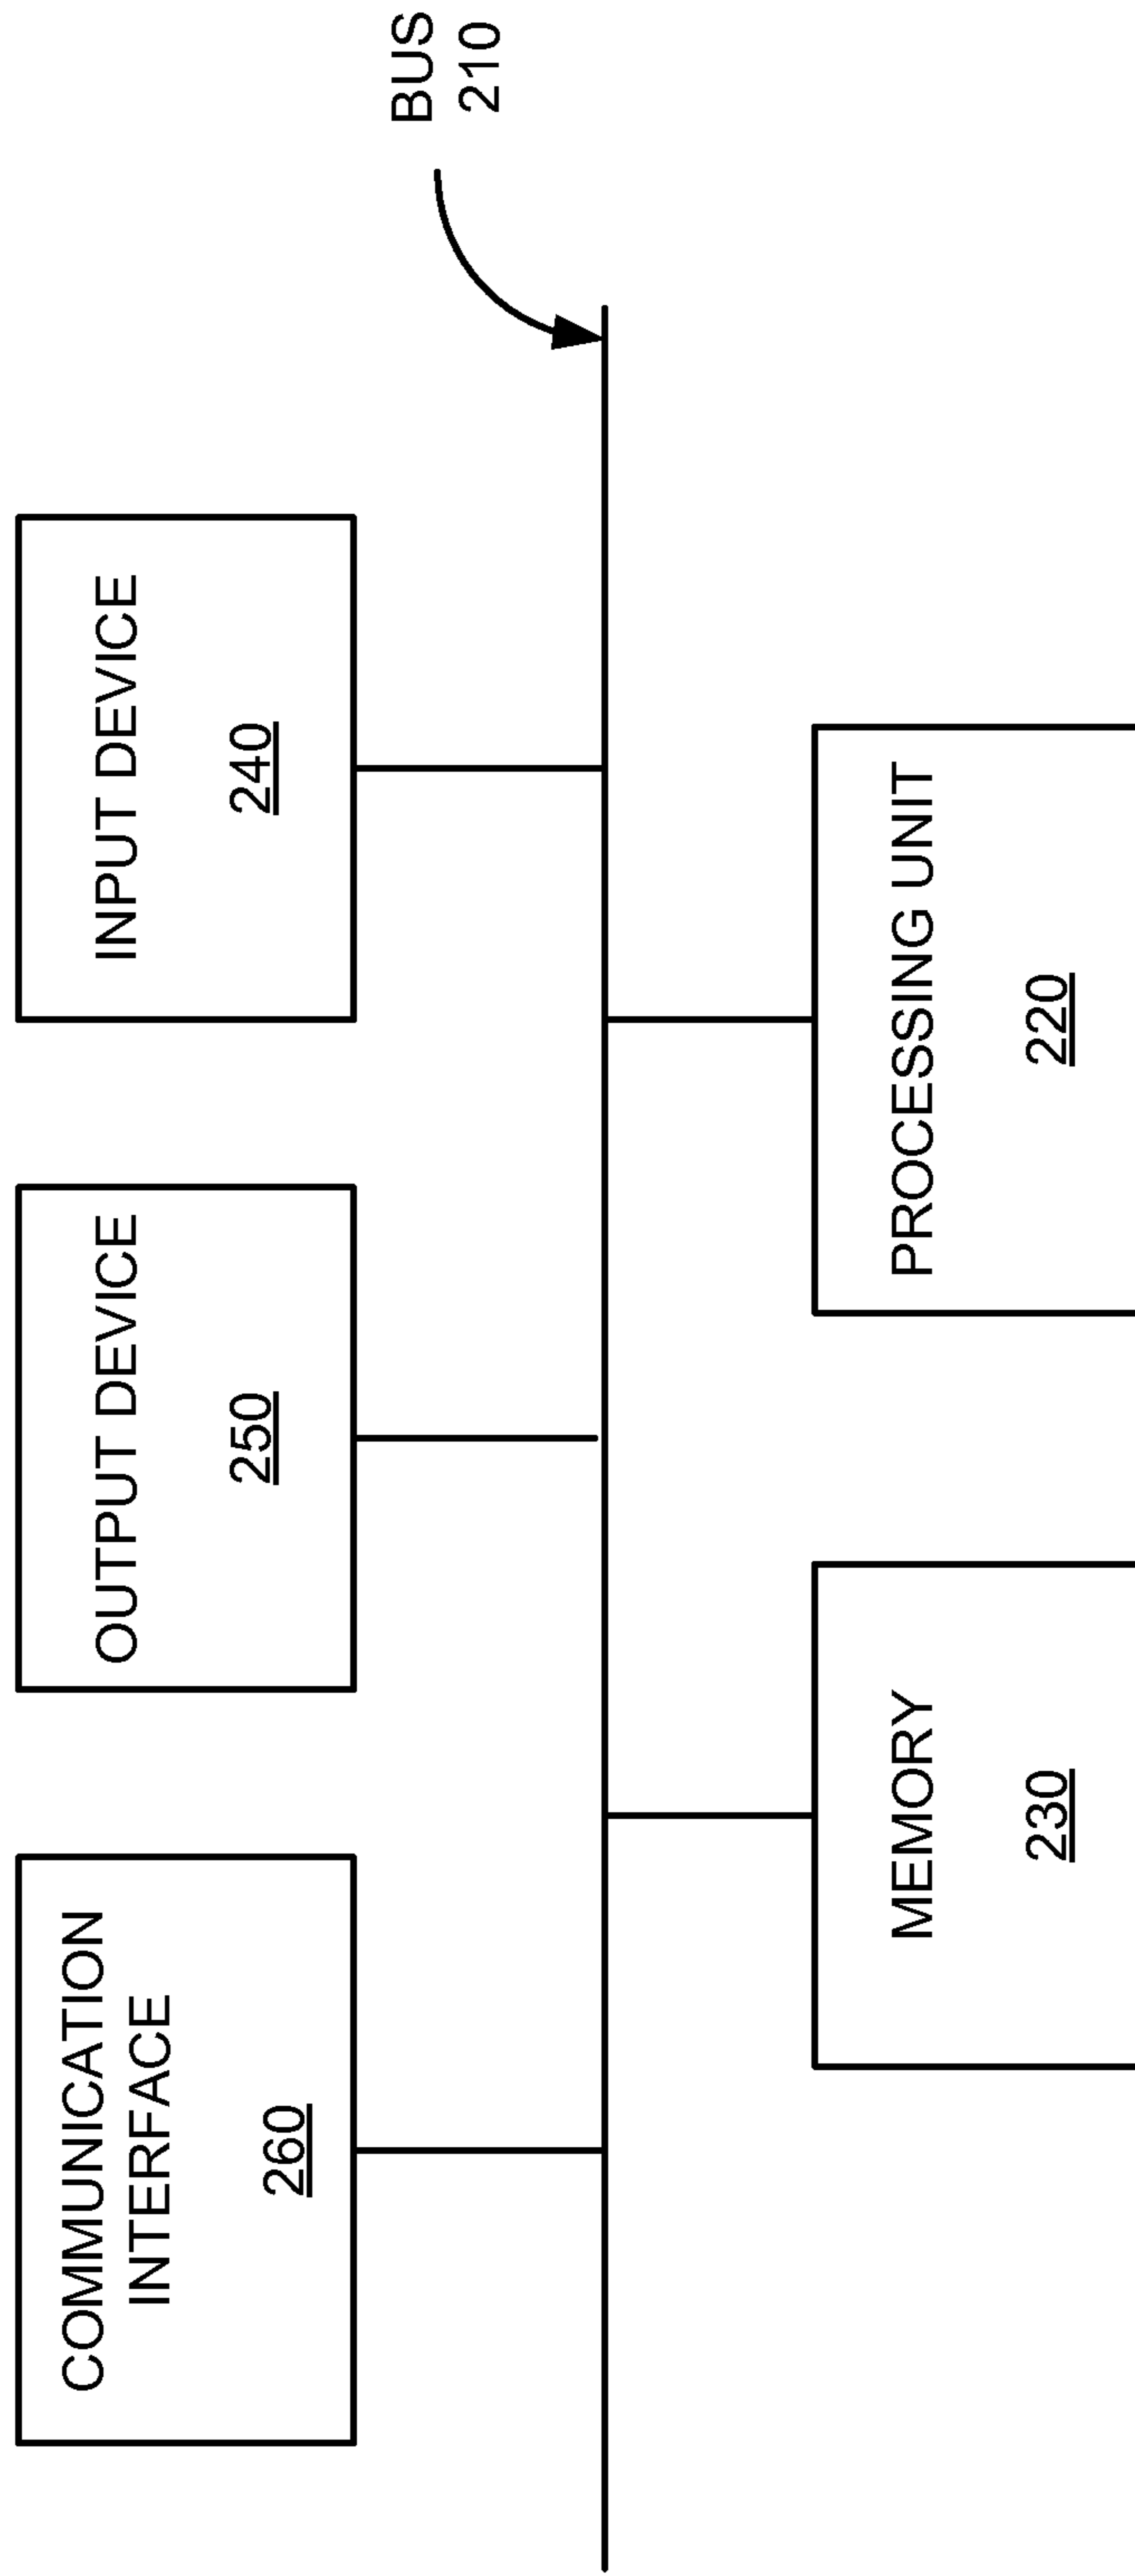 COMMUNICATION
INTERFACE
260
OUTPUT DEVICE
250
INPUT DEVICE
240
BUS
210
MEMORY
230
PROCESSING UNIT
220